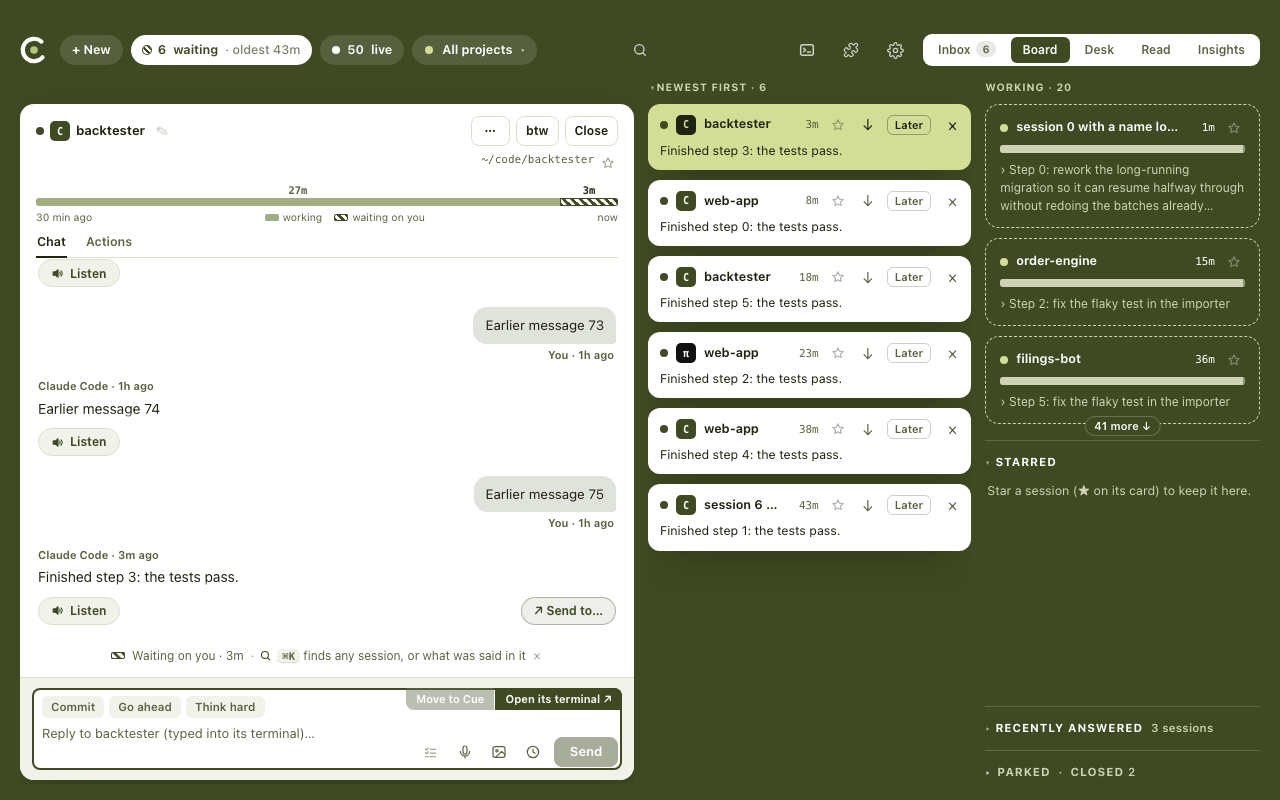 + New
6 waiting · oldest 43m
50 live
All projects
Inbox 6
Board
Desk
Read
Insights
C backtester
···
btw
Close
~/code/backtester
27m
3m
30 min ago
working
waiting on you
now
Chat
Actions
Listen
Earlier message 73
You · 1h ago
Claude Code · 1h ago
Earlier message 74
Listen
Earlier message 75
You · 1h ago
Claude Code · 3m ago
Finished step 3: the tests pass.
Listen
↗ Send to...
Waiting on you · 3m · ⌘K finds any session, or what was said in it ×
Commit
Go ahead
Think hard
Move to Cue
Open its terminal ↗
Reply to backtester (typed into its terminal)...
Send
NEWEST FIRST · 6
C backtester 3m ↓ Later ×
Finished step 3: the tests pass.
C web-app 8m ↓ Later ×
Finished step 0: the tests pass.
C backtester 18m ↓ Later ×
Finished step 5: the tests pass.
π web-app 23m ↓ Later ×
Finished step 2: the tests pass.
C web-app 38m ↓ Later ×
Finished step 4: the tests pass.
C session 6 ... 43m ↓ Later ×
Finished step 1: the tests pass.
WORKING · 20
session 0 with a name lo... 1m
› Step 0: rework the long-running
migration so it can resume halfway through
without redoing the batches already...
order-engine 15m
› Step 2: fix the flaky test in the importer
filings-bot 36m
› Step 5: fix the flaky test in the importer
41 more ↓
STARRED
Star a session (★ on its card) to keep it here.
RECENTLY ANSWERED 3 sessions
PARKED · CLOSED 2